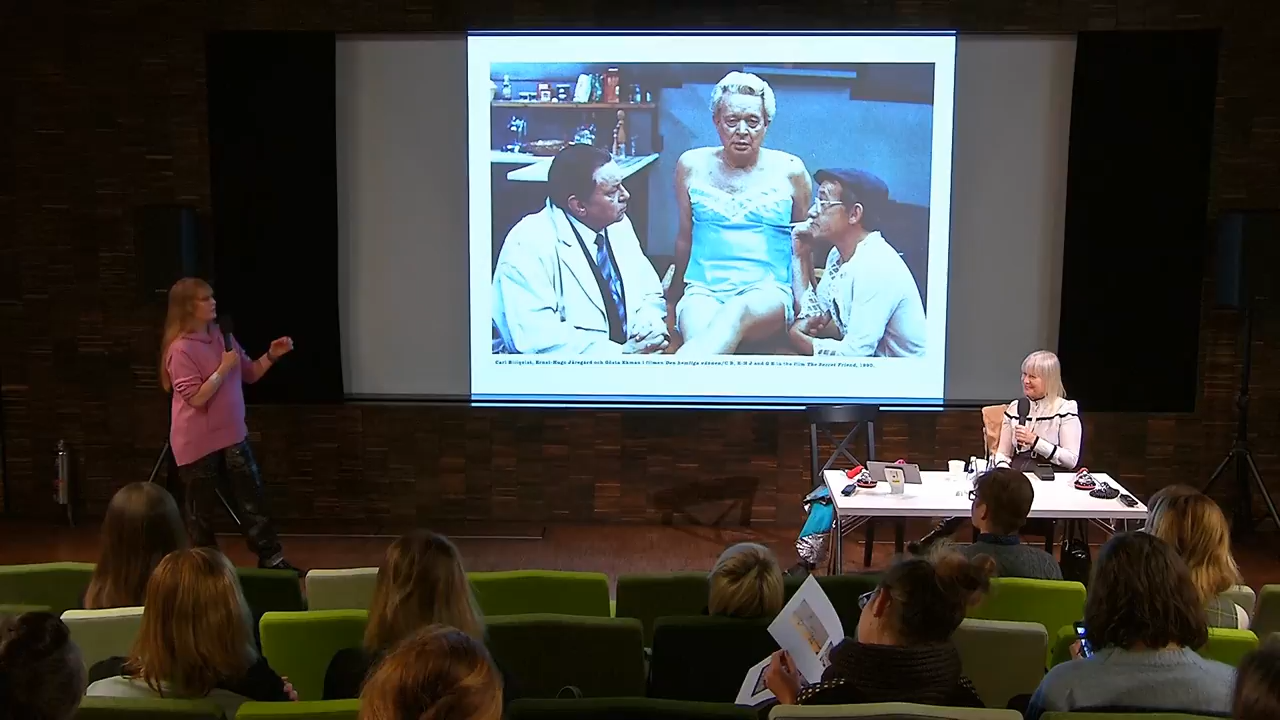 Carl Billquist, Ernst-Hugo Järegård och Gösta Ekman i filmen Den hemliga vännen/C B, E-H J and G E in the film The Secret Friend, 1990.